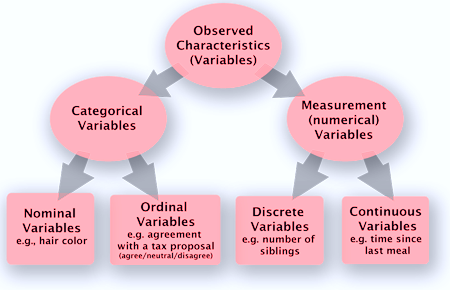 Observed
Characteristics
(Variables)
Categorical
Variables
Measurement
(numerical)
Variables
Nominal
Variables
e.g., hair color
Ordinal
Variables
e.g. agreement
with a tax proposal
(agree/neutral/disagree)
Discrete
Variables
e.g. number of
siblings
Continuous
Variables
e.g. time since
last meal